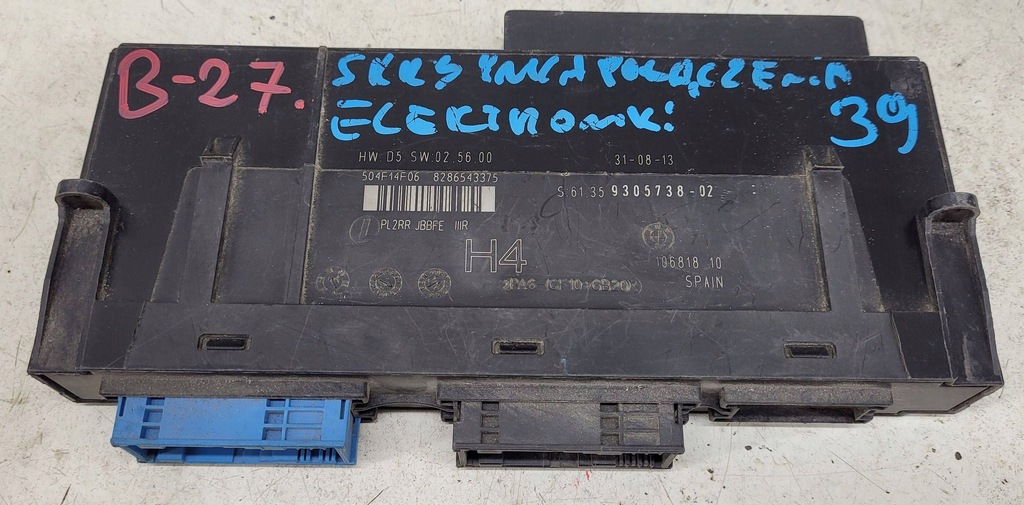 B-27.
SKRZYNKA POŁĄCZENIA
ELEKTRONIKI
39
HW D5 SW 02.56.00
31-08-13
504F14F06 8286543375
S 61.35 9305738-02
PL2RR JBBFE IIIR
H4
106818 10
SPAIN